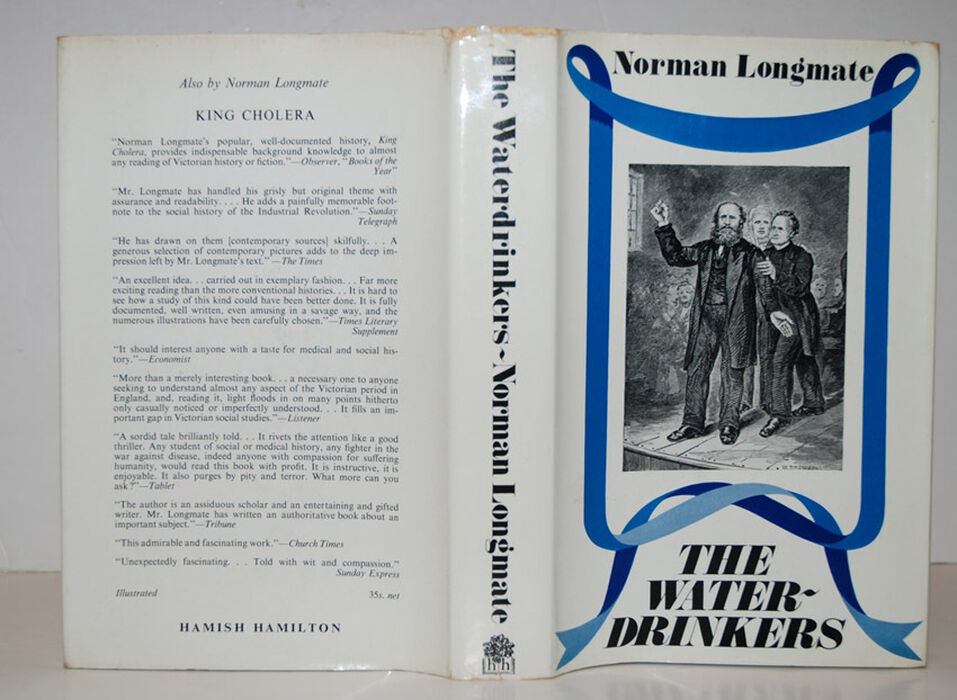 Also by Norman Longmate
KING CHOLERA
"Norman Longmate's popular, well-documented history, King
Cholera, provides indispensable background knowledge to almost
any reading of Victorian history or fiction."—Observer, "Books of the
Year"
"Mr. Longmate has handled his grisly but original theme with
assurance and readability. . . . He adds a painfully memorable foot-
note to the social history of the Industrial Revolution."—Sunday
Telegraph
"He has drawn on them [contemporary sources] skilfully. . . A
generous selection of contemporary pictures adds to the deep im-
pression left by Mr. Longmate's text."—The Times
"An excellent idea. . . carried out in exemplary fashion. . . Far more
exciting reading than the more conventional histories. . . It is hard to
see how a study of this kind could have been better done. It is fully
documented, well written, even amusing in a savage way, and the
numerous illustrations have been carefully chosen."—Times Literary
Supplement
"It should interest anyone with a taste for medical and social his-
tory."—Economist
"More than a merely interesting book. . . a necessary one to anyone
seeking to understand almost any aspect of the Victorian period in
England, and, reading it, light floods in on many points hitherto
only casually noticed or imperfectly understood. . . It fills an im-
portant gap in Victorian social studies."—Listener
"A sordid tale brilliantly told. . . It rivets the attention like a good
thriller. Any student of social or medical history, any fighter in the
war against disease, indeed anyone with compassion for suffering
humanity, would read this book with profit. It is instructive, it is
enjoyable. It also purges by pity and terror. What more can you
ask?"—Tablet
"The author is an assiduous scholar and an entertaining and gifted
writer. Mr. Longmate has written an authoritative book about an
important subject."—Tribune
"This admirable and fascinating work."—Church Times
"Unexpectedly fascinating. . . Told with wit and compassion."
Sunday Express
Illustrated 35s. net
HAMISH HAMILTON
The Waterdrinkers~Norman Longmate
h h
Norman Longmate
THE
WATER-
DRINKERS